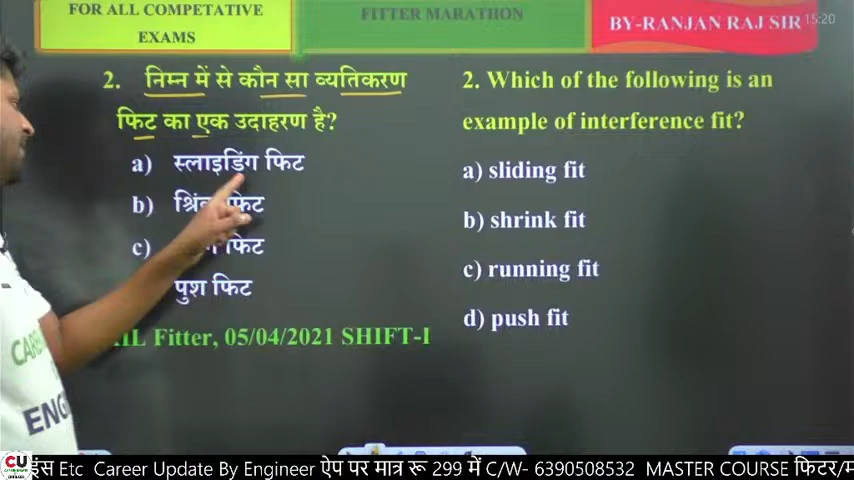 FOR ALL COMPETATIVE
EXAMS
FITTER MARATHON
BY-RANJAN RAJ SIR
15:20
2. निम्न में से कौन सा व्यतिकरण
फिट का एक उदाहरण है?
a) स्लाइडिंग फिट
b) फिट
c) फिट
पुश फिट
Fitter, 05/04/2021 SHIFT-I
2. Which of the following is an
example of interference fit?
a) sliding fit
b) shrink fit
c) running fit
d) push fit
CU
Etc Career Update By Engineer ऐप पर मात्र रू 299 में C/W- 6390508532 MASTER COURSE